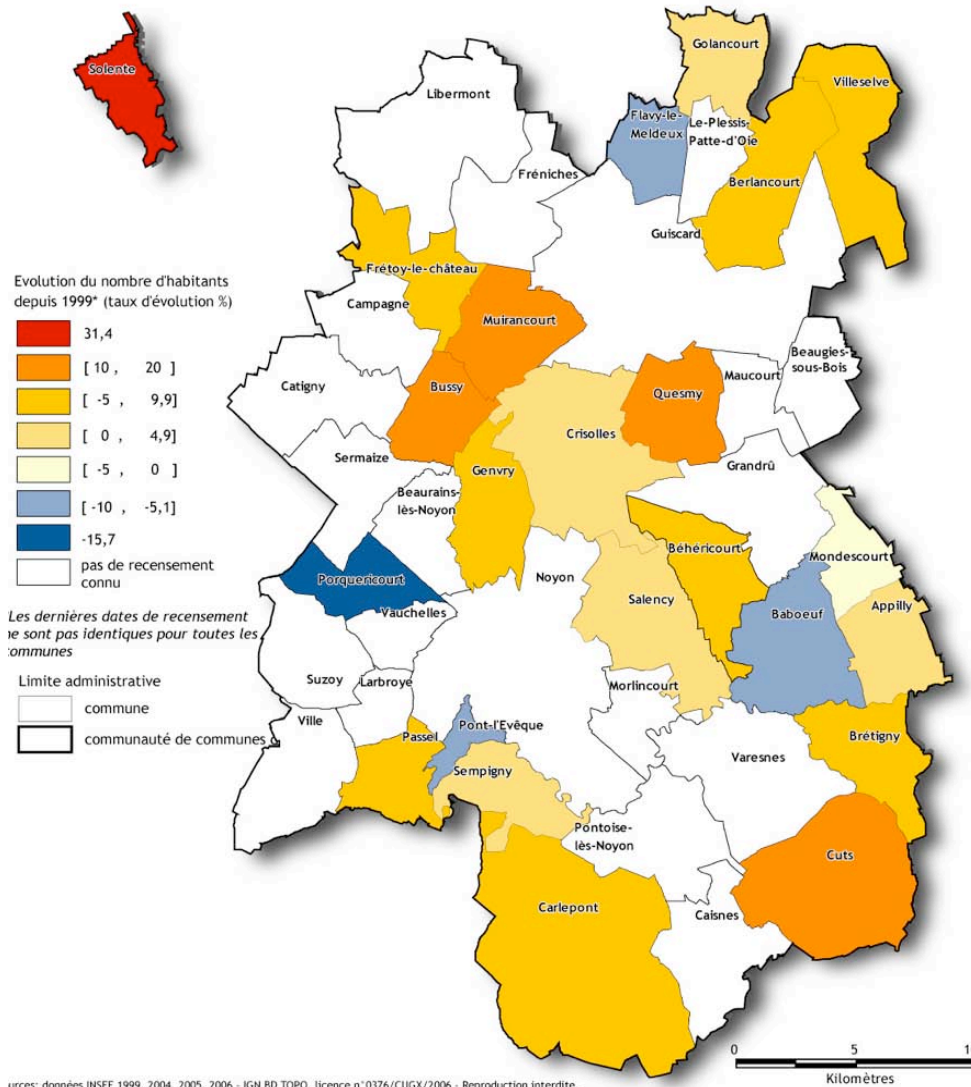 Solente
Golancourt
Villeselve
Libermont
Flavy-le-
Meldeux
Le-Plessis-
Patte-d'Oie
Fréniches
Berlancourt
Guiscard
Evolution du nombre d'habitants
depuis 1999* (taux d'évolution %)
31,4
[ 10 , 20 ]
[ -5 , 9,9]
[ 0 , 4,9]
[ -5 , 0 ]
[ -10 , -5,1]
-15,7
pas de recensement
connu
Les dernières dates de recensement
ne sont pas identiques pour toutes les
communes
Limite administrative
commune
communauté de communes
Frétoy-le-château
Campagne
Muirancourt
Beaugies-
sous-Bois
Catigny
Bussy
Quesmy
Maucourt
Crisolles
Sermaize
Genvry
Grandrû
Beaurains-
lès-Noyon
Béhéricourt
Mondescourt
Porquericourt
Noyon
Vauchelles
Salency
Baboeuf
Appilly
Suzoy
Larbroye
Morlincourt
Ville
Passel
Pont-l'Evêque
Varesnes
Brétigny
Sempigny
Pontoise-
lès-Noyon
Cuts
Carlepont
Caisnes
0 5 10
Kilomètres
urces: données INSEE 1999, 2004, 2005, 2006 - IGN BD TOPO, licence n°0376/CUGX/2006 - Reproduction interdite